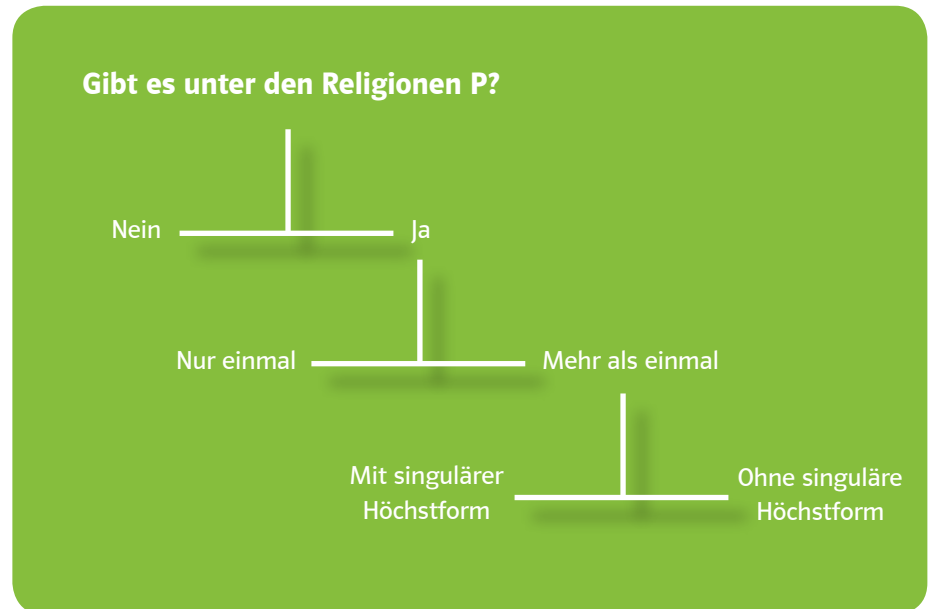 Gibt es unter den Religionen P?
Nein
Ja
Nur einmal
Mehr als einmal
Mit singulärer
Höchstform
Ohne singuläre
Höchstform